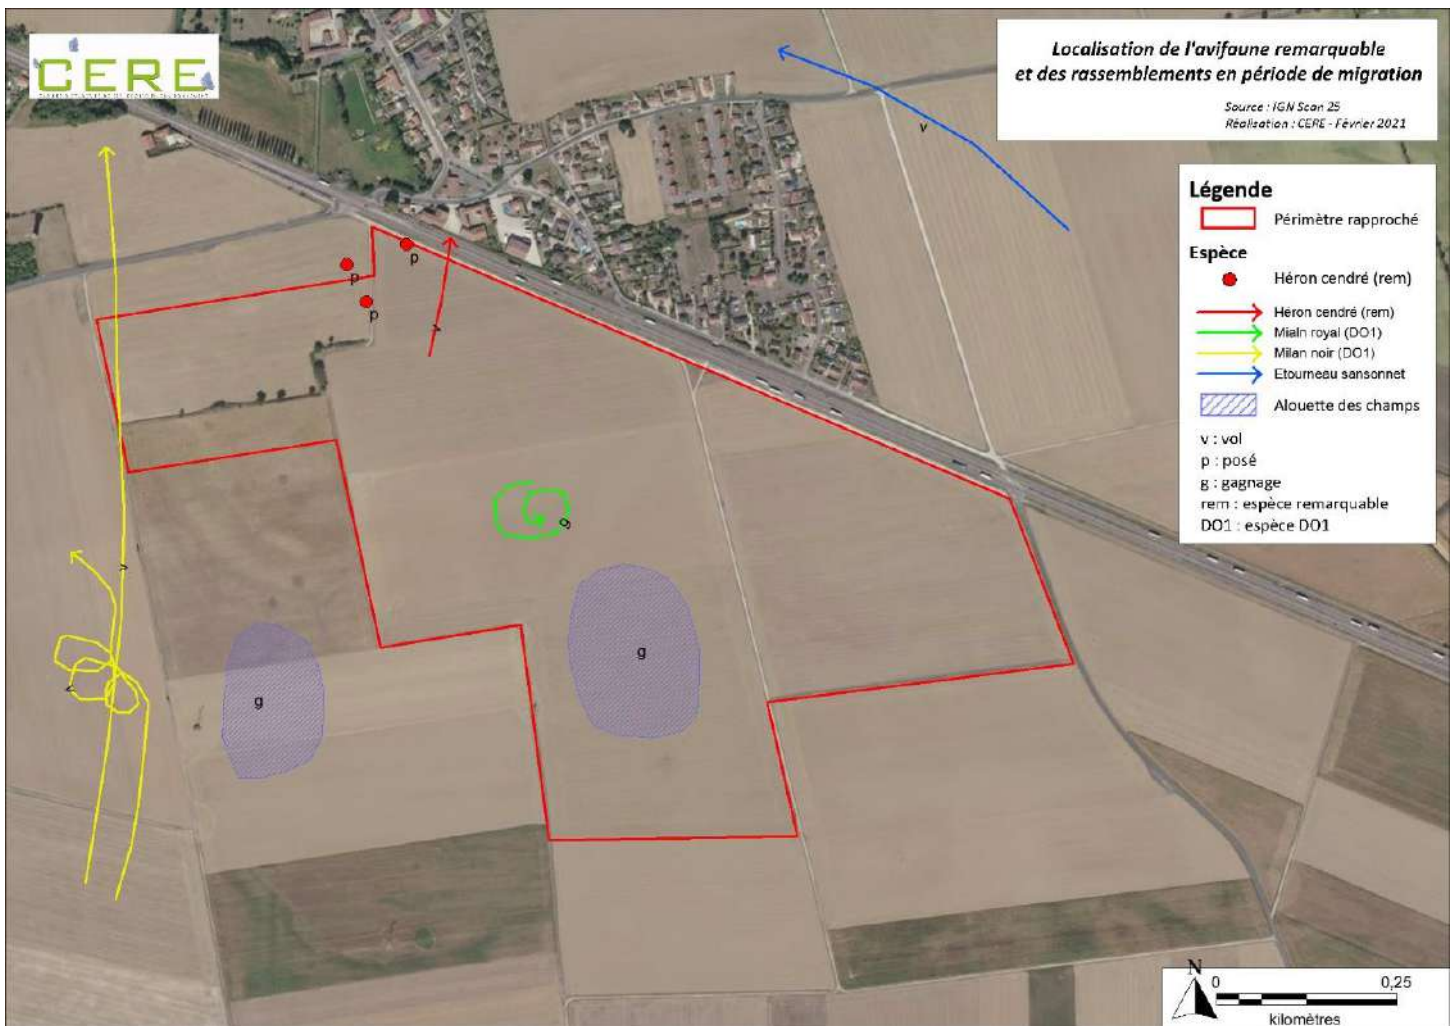 CERE
Localisation de l'avifaune remarquable
et des rassemblements en période de migration
Source : IGN Scan 25
Réalisation : CERE - Février 2021
Légende
Périmètre rapproché
Espèce
Héron cendré (rem)
Héron cendré (rem)
Mialn royal (DO1)
Milan noir (DO1)
Etourneau sansonnet
Alouette des champs
v : vol
p : posé
g : gagnage
rem : espèce remarquable
DO1 : espèce DO1
v
p
p
p
v
g
v
g
v
g
N
0 0,25
kilomètres